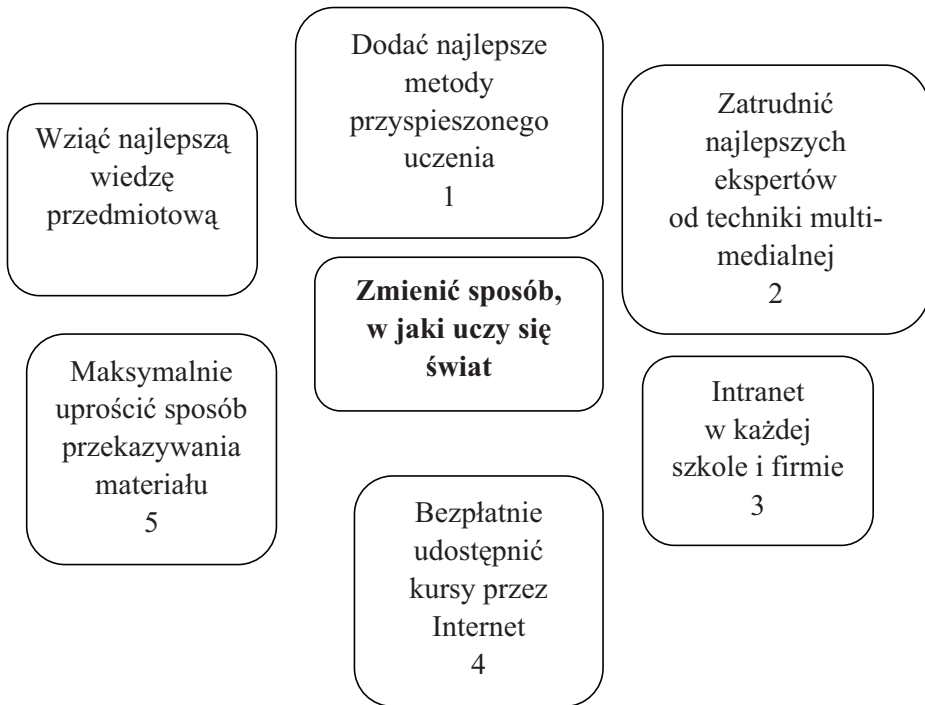 Dodać najlepsze
metody
przyspieszonego
uczenia
1
Zatrudnić
najlepszych
ekspertów
od techniki multi-
medialnej
2
Wziąć najlepszą
wiedzę
przedmiotową
Zmienić sposób,
w jaki uczy się
świat
Maksymalnie
uprościć sposób
przekazywania
materiału
5
Intranet
w każdej
szkole i firmie
3
Bezpłatnie
udostępnić
kursy przez
Internet
4